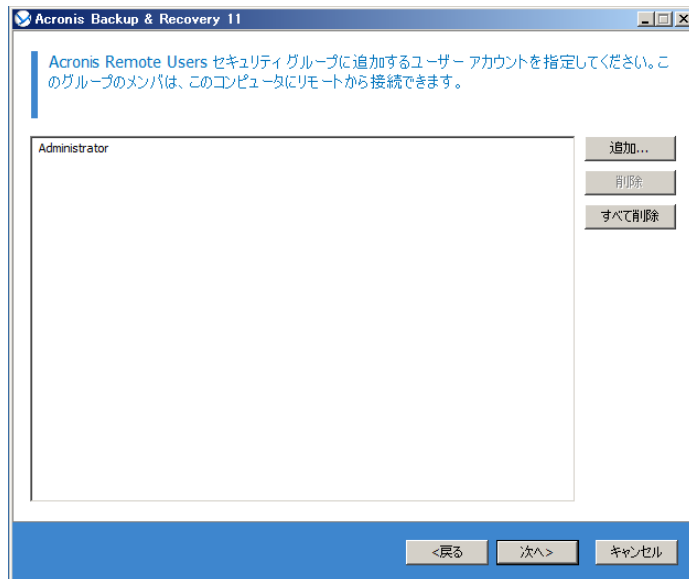 Acronis Backup & Recovery 11
Acronis Remote Users セキュリティ グループに追加するユーザー アカウントを指定してください。こ
のグループのメンバは、このコンピュータにリモートから接続できます。
Administrator
追加...
削除
すべて削除
<戻る
次へ>
キャンセル